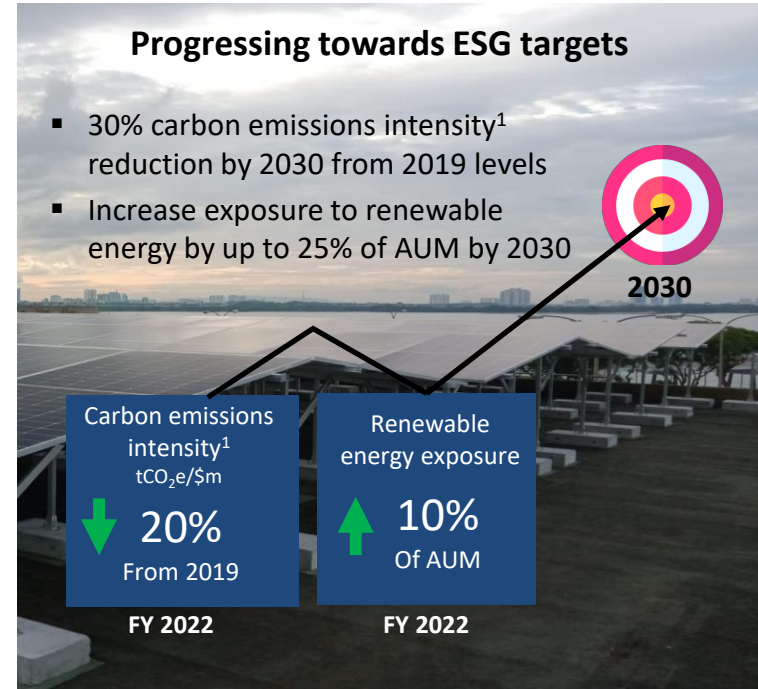 Progressing towards ESG targets
▪ 30% carbon emissions intensity¹
reduction by 2030 from 2019 levels
▪ Increase exposure to renewable
energy by up to 25% of AUM by 2030
2030
Carbon emissions
intensity¹
tCO₂e/$m
20%
From 2019
FY 2022
Renewable
energy exposure
10%
Of AUM
FY 2022